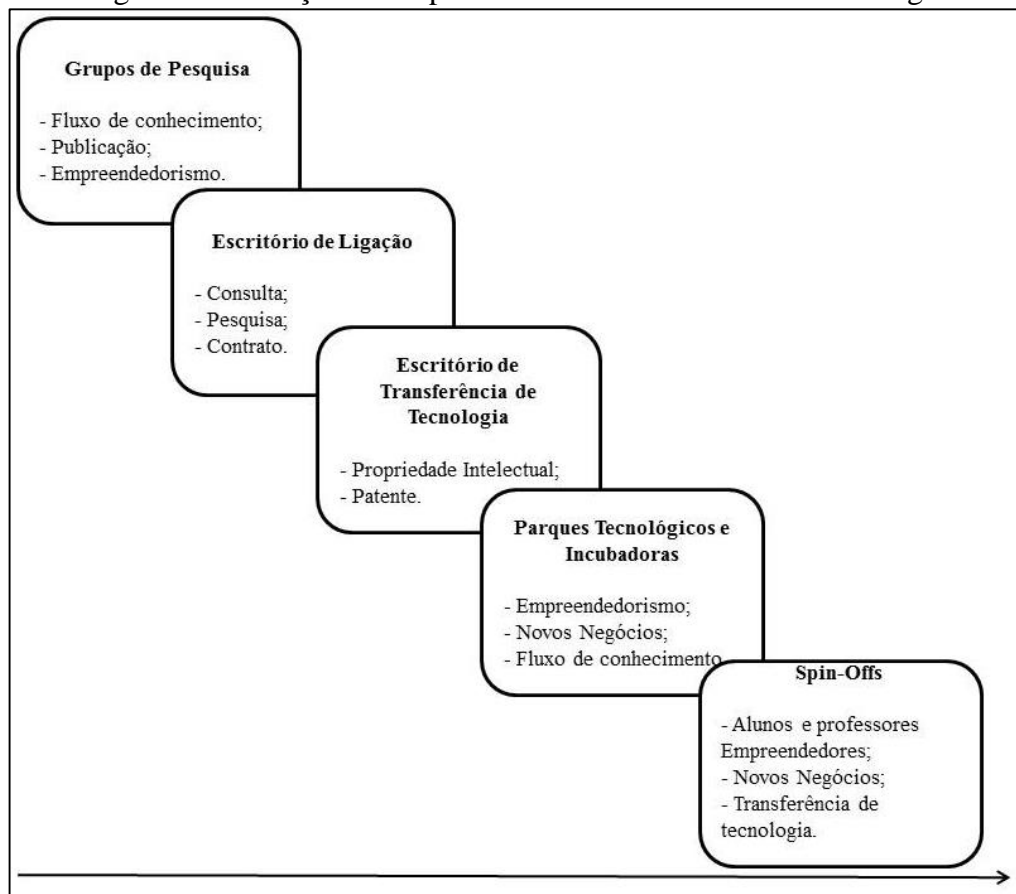 Grupos de Pesquisa
- Fluxo de conhecimento;
- Publicação;
- Empreendedorismo.
Escritório de Ligação
- Consulta;
- Pesquisa;
- Contrato.
Escritório de
Transferência de
Tecnologia
- Propriedade Intelectual;
- Patente.
Parques Tecnológicos e
Incubadoras
- Empreendedorismo;
- Novos Negócios;
- Fluxo de conhecimento.
Spin-Offs
- Alunos e professores
Empreendedores;
- Novos Negócios;
- Transferência de
tecnologia.